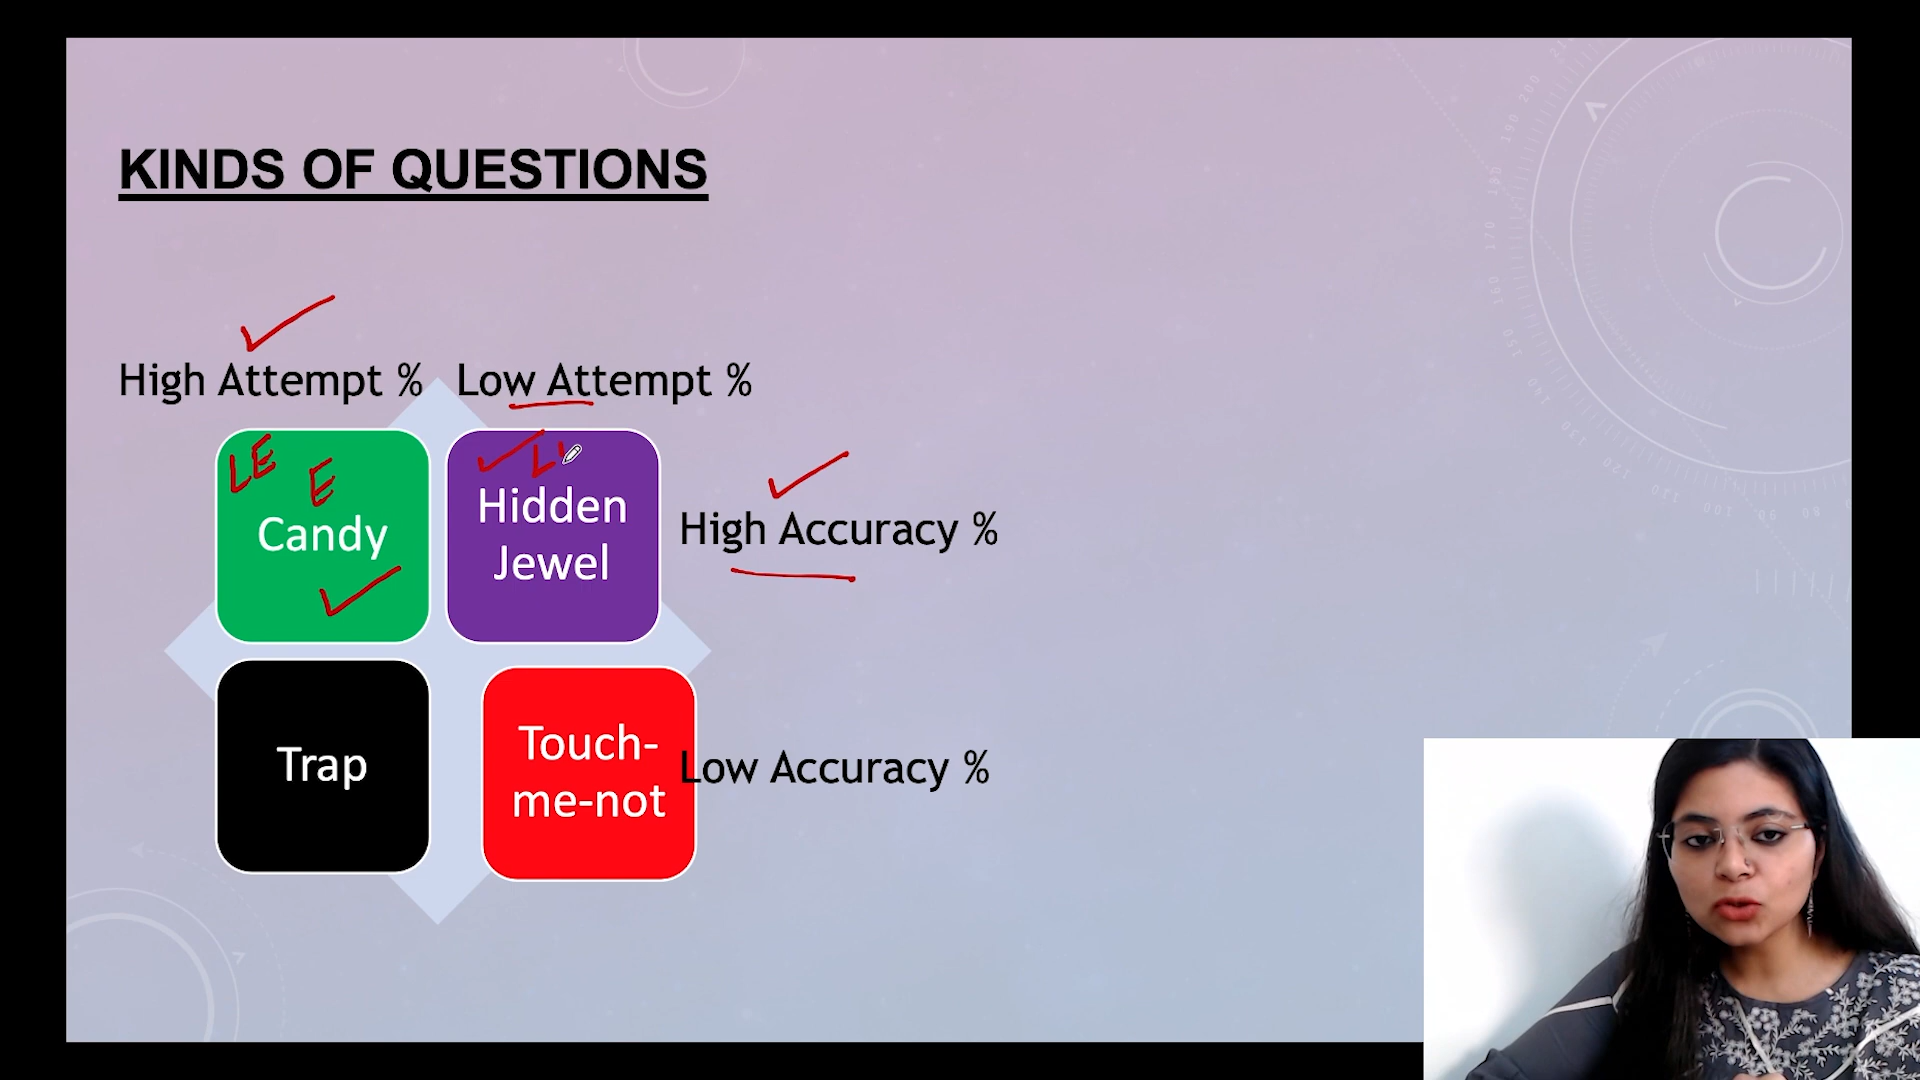 KINDS OF QUESTIONS
High Attempt % Low Attempt %
LE
E
Candy
Hidden
Jewel
High Accuracy %
Trap
Touch-
me-not
Low Accuracy %